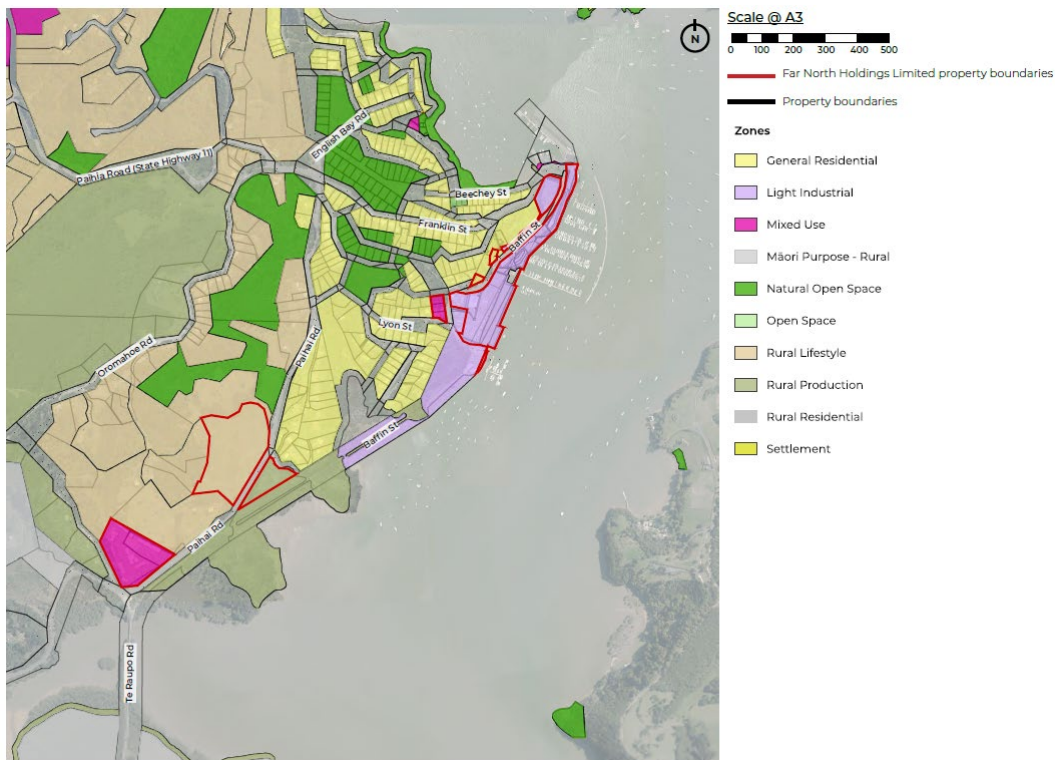 Scale @ A3
0 100 200 300 400 500
Far North Holdings Limited property boundaries
Property boundaries
Zones
General Residential
Light Industrial
Mixed Use
Māori Purpose - Rural
Natural Open Space
Open Space
Rural Lifestyle
Rural Production
Rural Residential
Settlement
N
English Bay Rd
Paihia Road (State Highway 11)
Beechey St
Franklin St
Baffin St
Lyon St
Paihai Rd
Oromahoe Rd
Baffin St
Paihai Rd
Te Raupo Rd